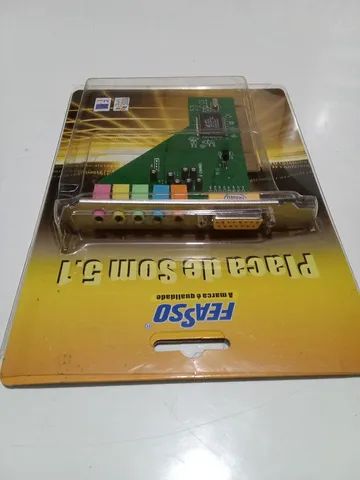 FEASSO®
A marca é qualidade
Placa de Som 5.1